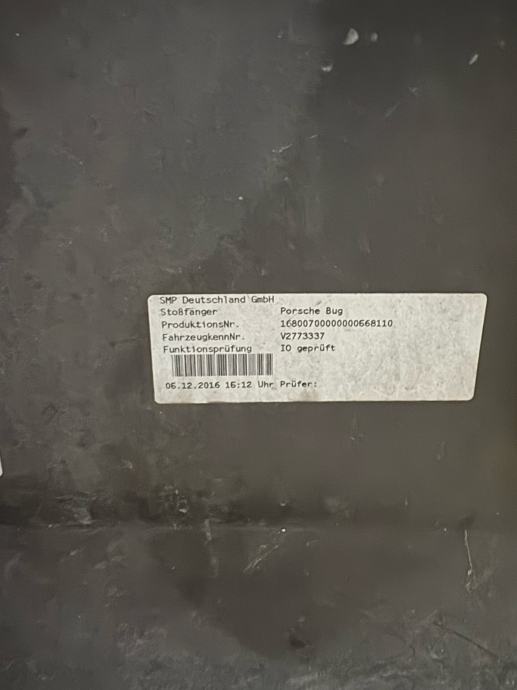 SMP Deutschland GmbH
Stoßfänger Porsche Bug
ProduktionsNr. 16800700000000668110
FahrzeugkennNr. V2773337
Funktionsprüfung IO geprüft
06.12.2016 16:12 Uhr Prüfer: